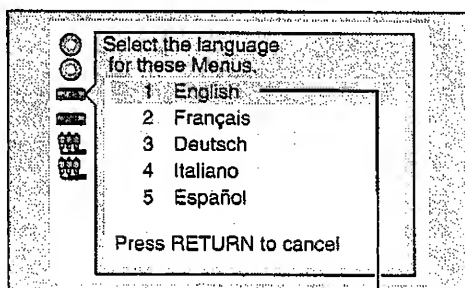 Select the language
for these Menus.
1 English
2 Français
3 Deutsch
4 Italiano
5 Español
Press RETURN to cancel